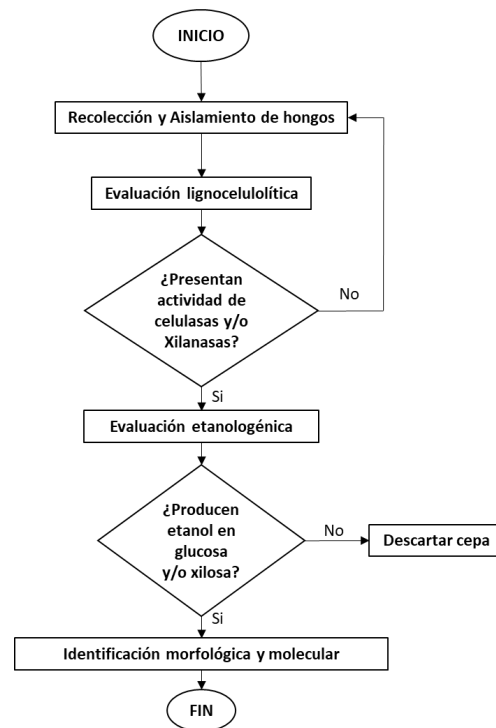 INICIO
Recolección y Aislamiento de hongos
Evaluación lignocelulolítica
¿Presentan
actividad de
celulasas y/o
Xilanasas?
No
Si
Evaluación etanologénica
¿Producen
etanol en
glucosa
y/o xilosa?
No
Descartar cepa
Si
Identificación morfológica y molecular
FIN